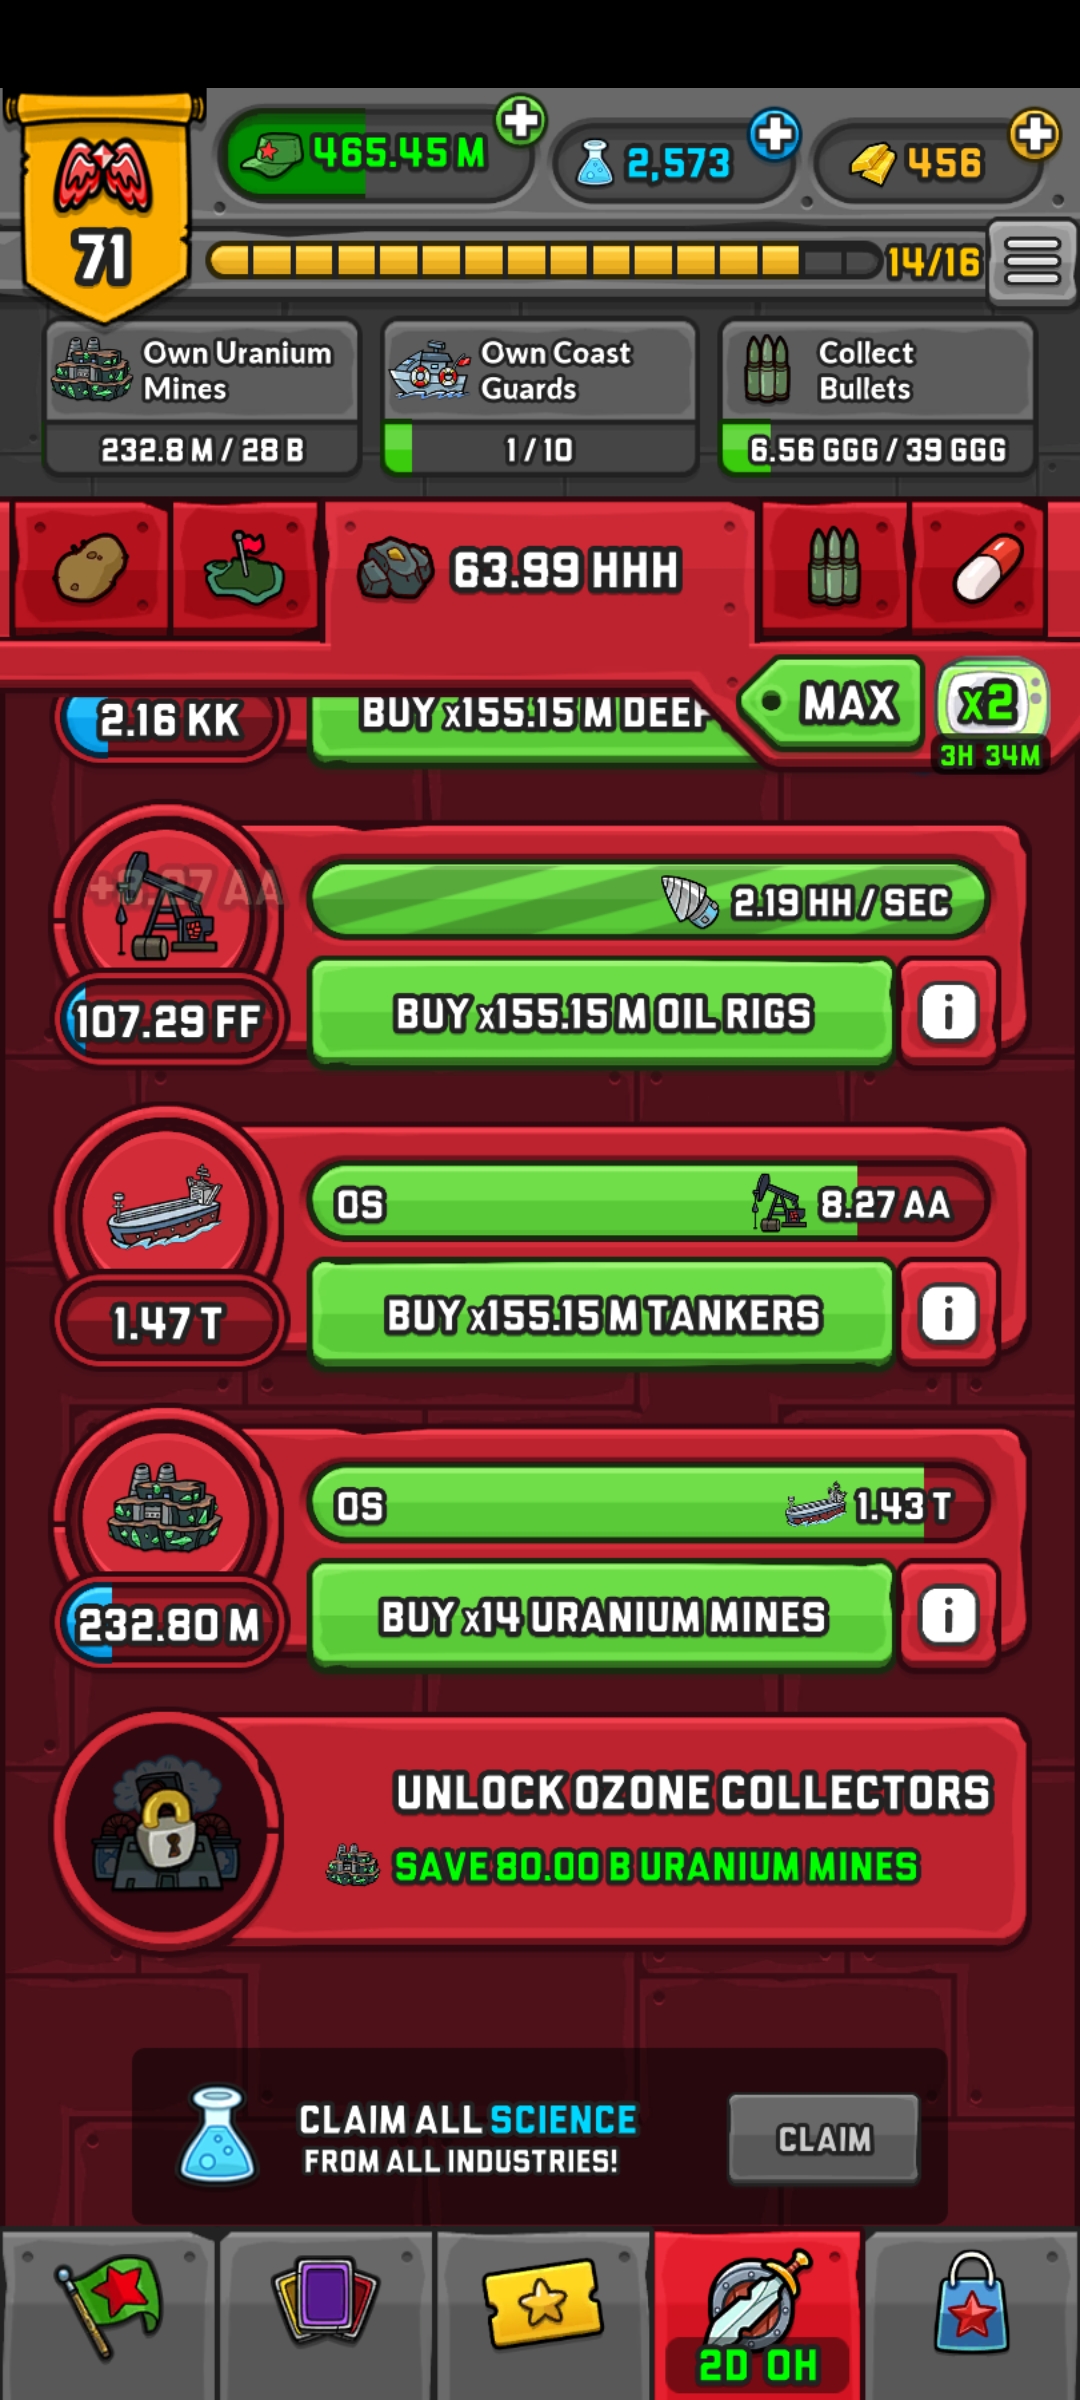 71
465.45 M
2,573
456
14/16
Own Uranium
Mines
232.8 M / 28 B
Own Coast
Guards
1 / 10
Collect
Bullets
6.56 GGG / 39 GGG
63.99 HHH
MAX
x2
3H 34M
2.16 KK
BUY x155.15 M DEEP
+8.27 AA
2.19 HH / SEC
107.29 FF
BUY x155.15 M OIL RIGS
i
0S
8.27 AA
1.47 T
BUY x155.15 M TANKERS
i
0S
1.43 T
232.80 M
BUY x14 URANIUM MINES
i
UNLOCK OZONE COLLECTORS
SAVE 80.00 B URANIUM MINES
CLAIM ALL SCIENCE
FROM ALL INDUSTRIES!
CLAIM
2D 0H